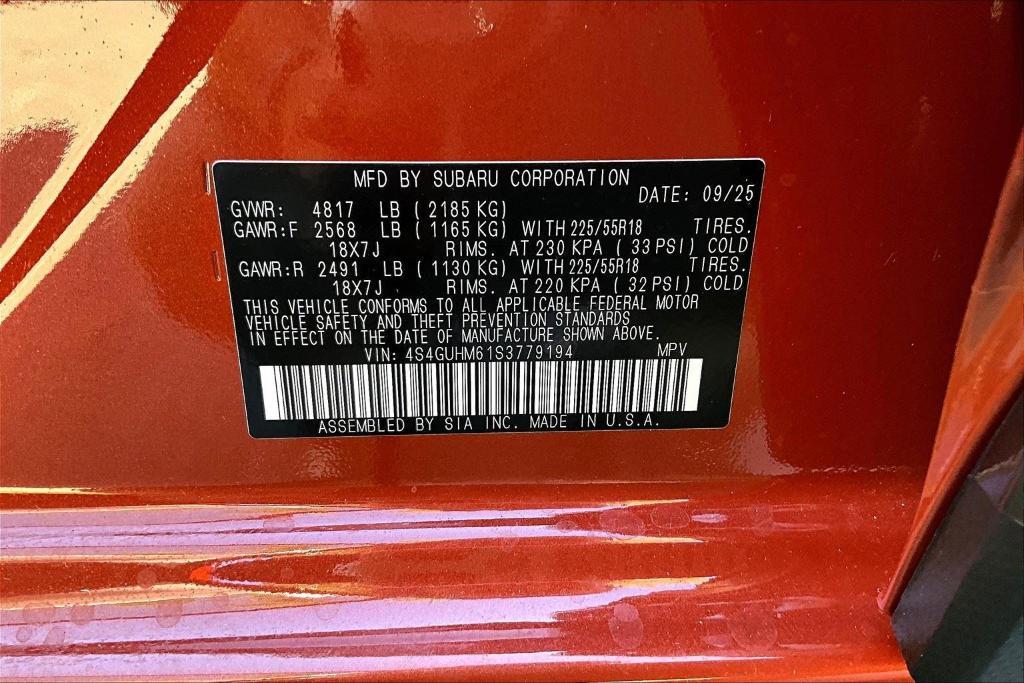 MFD BY SUBARU CORPORATION
DATE: 09/25
GVWR: 4817 LB (2185 KG)
GAWR:F 2568 LB (1165 KG) WITH 225/55R18 TIRES.
18X7J RIMS. AT 230 KPA (33 PSI) COLD
GAWR:R 2491 LB (1130 KG) WITH 225/55R18 TIRES.
18X7J RIMS. AT 220 KPA (32 PSI) COLD
THIS VEHICLE CONFORMS TO ALL APPLICABLE FEDERAL MOTOR
VEHICLE SAFETY AND THEFT PREVENTION STANDARDS
IN EFFECT ON THE DATE OF MANUFACTURE SHOWN ABOVE.
VIN: 4S4GUHM61S3779194 MPV
ASSEMBLED BY SIA INC. MADE IN U.S.A.